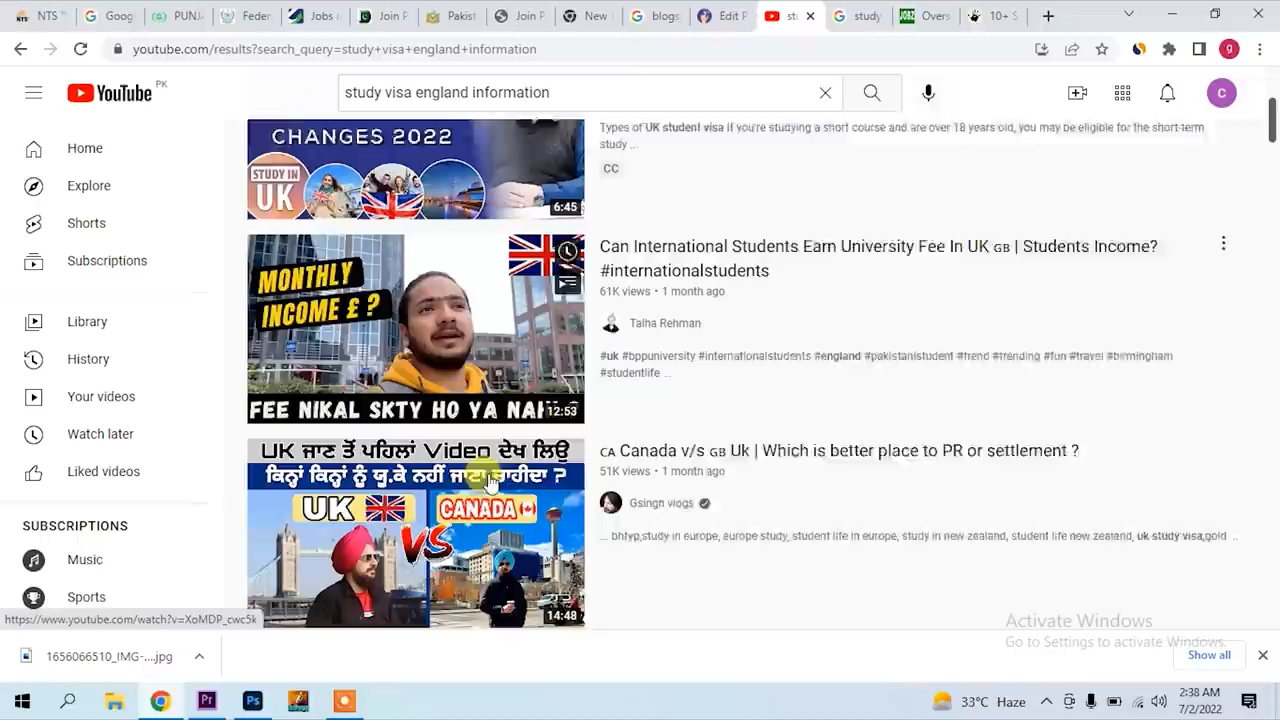 NTS
Goog
PUNJ
Feder
Jobs
Join P
Pakist
Join P
New
blogs
Edit P
study
Overs
10+ S
youtube.com/results?search_query=study+visa+england+information
YouTube PK
study visa england information
Home
Explore
Shorts
Subscriptions
Library
History
Your videos
Watch later
Liked videos
SUBSCRIPTIONS
Music
Sports
CHANGES 2022
STUDY IN
UK
6:45
Types of UK student visa If you're studying a short course and are over 18 years old, you may be eligible for the short-term
study ...
CC
MONTHLY
INCOME £ ?
FEE NIKAL SKTY HO YA NAH
12:53
Can International Students Earn University Fee In UK GB | Students Income?
#internationalstudents
61K views • 1 month ago
Talha Rehman
#uk #bppuniversity #internationalstudents #england #pakistanistudent #trend #trending #fun #travel #birmingham
#studentlife ...
UK ਜਾਣ ਤੋਂ ਪਹਿਲਾਂ Video ਦੇਖ ਲਿਉ
ਕਿਨ੍ਹਾਂ ਕਿਨ੍ਹਾਂ ਨੂੰ ਯੂ.ਕੇ ਨਹੀਂ ਜਾਣਾ ਚਾਹੀਦਾ ?
UK
CANADA
VS
14:48
CA Canada v/s GB Uk | Which is better place to PR or settlement ?
51K views • 1 month ago
Gsingh vlogs
... bhfyp,study in europe, europe study, student life in europe, study in new zealand, student life new zealand, uk study visa,gold ...
https://www.youtube.com/watch?v=XoMDP_cwc5k
Activate Windows
Go to Settings to activate Windows.
1656066510_IMG-....jpg
Show all
33°C Haze
2:38 AM
7/2/2022